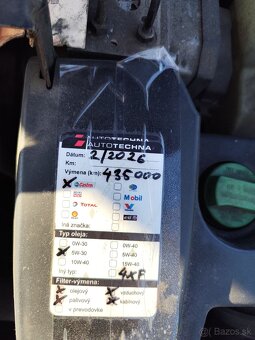 AUTOTECHNA
AUTOTECHNA
Datum: 2/2026
Km:
Výmena (km): 435000
Castrol
Mobil
TOTAL
Iná značka:
Typ oleja:
0W-30 0W-40
5W-30 5W-40
10W-40 15W-40
Iný typ: 4XF
Filter-výmena:
olejový vzduchový
palivový kabínový
v prevodovke
Bazos.sk